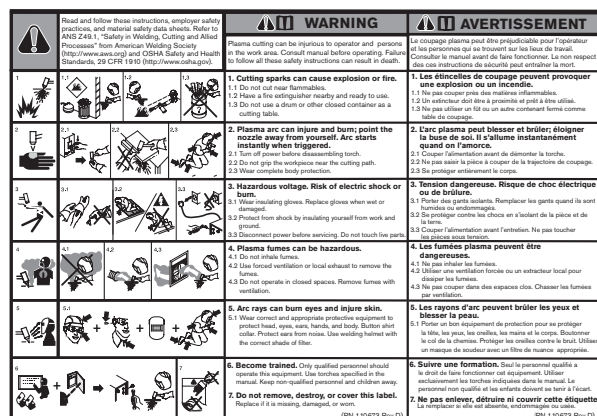 Read and follow these instructions, employer safety
practices, and material safety data sheets. Refer to
ANS Z49.1, "Safety in Welding, Cutting and Allied
Processes" from American Welding Society
(http://www.aws.org) and OSHA Safety and Health
Standards, 29 CFR 1910 (http://www.osha.gov).
WARNING
Plasma cutting can be injurious to operator and persons
in the work area. Consult manual before operating. Failure
to follow all these safety instructions can result in death.
AVERTISSEMENT
Le coupage plasma peut être préjudiciable pour l'opérateur
et les personnes qui se trouvent sur les lieux de travail.
Consulter le manuel avant de faire fonctionner. Le non respect
des ces instructions de sécurité peut entraîner la mort.
1
1.1
1.2
1.3
1. Cutting sparks can cause explosion or fire.
1.1 Do not cut near flammables.
1.2 Have a fire extinguisher nearby and ready to use.
1.3 Do not use a drum or other closed container as a
cutting table.
1. Les étincelles de coupage peuvent provoquer
une explosion ou un incendie.
1.1 Ne pas couper près des matières inflammables.
1.2 Un extincteur doit être à proximité et prêt à être utilisé.
1.3 Ne pas utiliser un fût ou un autre contenant fermé comme
table de coupage.
2
2.1
2.2
2.3
2. Plasma arc can injure and burn; point the
nozzle away from yourself. Arc starts
instantly when triggered.
2.1 Turn off power before disassembling torch.
2.2 Do not grip the workpiece near the cutting path.
2.3 Wear complete body protection.
2. L'arc plasma peut blesser et brûler; éloigner
la buse de soi. Il s'allume instantanément
quand on l'amorce.
2.1 Couper l'alimentation avant de démonter la torche.
2.2 Ne pas saisir la pièce à couper de la trajectoire de coupage.
2.3 Se protéger entièrement le corps.
3
3.1
3.2
3.3
3. Hazardous voltage. Risk of electric shock or
burn.
3.1 Wear insulating gloves. Replace gloves when wet or
damaged.
3.2 Protect from shock by insulating yourself from work and
ground.
3.3 Disconnect power before servicing. Do not touch live parts.
3. Tension dangereuse. Risque de choc électrique
ou de brûlure.
3.1 Porter des gants isolants. Remplacer les gants quand ils sont
humides ou endommagés.
3.2 Se protéger contre les chocs en s'isolant de la pièce et de
la terre.
3.3 Couper l'alimentation avant l'entretien. Ne pas toucher
les pièces sous tension.
4
4.1
4.2
4.3
4. Plasma fumes can be hazardous.
4.1 Do not inhale fumes.
4.2 Use forced ventilation or local exhaust to remove the
fumes.
4.3 Do not operate in closed spaces. Remove fumes with
ventilation.
4. Les fumées plasma peuvent être
dangereuses.
4.1 Ne pas inhaler les fumées.
4.2 Utiliser une ventilation forcée ou un extracteur local pour
dissiper les fumées.
4.3 Ne pas couper dans des espaces clos. Chasser les fumées
par ventilation.
5
5.1
5. Arc rays can burn eyes and injure skin.
5.1 Wear correct and appropriate protective equipment to
protect head, eyes, ears, hands, and body. Button shirt
collar. Protect ears from noise. Use welding helmet with
the correct shade of filter.
5. Les rayons d'arc peuvent brûler les yeux et
blesser la peau.
5.1 Porter un bon équipement de protection pour se protéger
la tête, les yeux, les oreilles, les mains et le corps. Boutonner
le col de la chemise. Protéger les oreilles contre le bruit. Utiliser
un masque de soudeur avec un filtre de nuance appropriée.
6
7
6. Become trained. Only qualified personnel should
operate this equipment. Use torches specified in the
manual. Keep non-qualified personnel and children away.
7. Do not remove, destroy, or cover this label.
Replace if it is missing, damaged, or worn.
6. Suivre une formation. Seul le personnel qualifié a
le droit de faire fonctionner cet équipement. Utiliser
exclusivement les torches indiquées dans le manual. Le
personnel non qualifié et les enfants doivent se tenir à l'écart.
7. Ne pas enlever, détruire ni couvrir cette étiquette.
La remplacer si elle est absente, endommagée ou usée.
(PN 110673 Rev D)